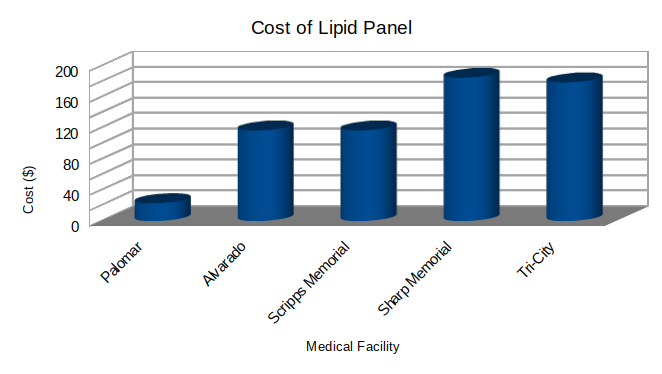 Cost of Lipid Panel
Cost ($)
200
160
120
80
40
0
Palomar
Alvarado
Scripps Memorial
Sharp Memorial
Tri-City
Medical Facility